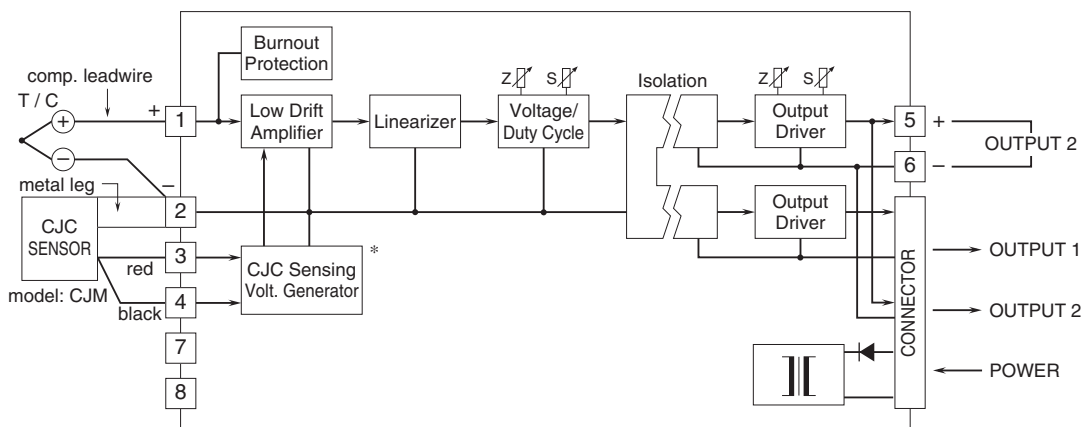 Burnout
Protection
comp. leadwire
T / C
+
+
−
−
metal leg
1
Low Drift
Amplifier
Linearizer
Z
S
Voltage/
Duty Cycle
Isolation
Z
S
Output
Driver
5
+
6
−
OUTPUT 2
2
CJC
SENSOR
model: CJM
red
3
black
4
CJC Sensing
Volt. Generator
*
Output
Driver
CONNECTOR
OUTPUT 1
OUTPUT 2
POWER
7
8